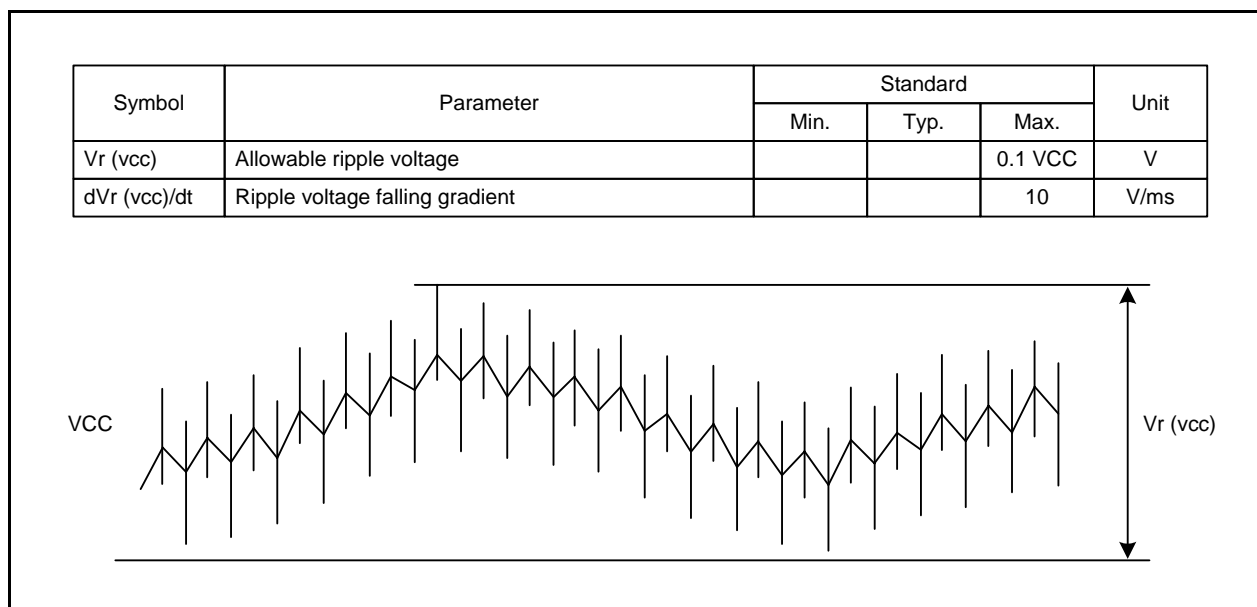 Symbol Parameter Standard Unit
Min. Typ. Max.
Vr (vcc) Allowable ripple voltage 0.1 VCC V
dVr (vcc)/dt Ripple voltage falling gradient 10 V/ms
VCC Vr (vcc)